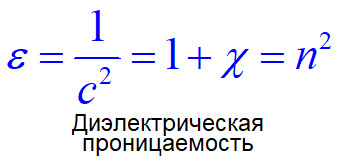 ε = 1/c² = 1 + χ = n²
Диэлектрическая
проницаемость